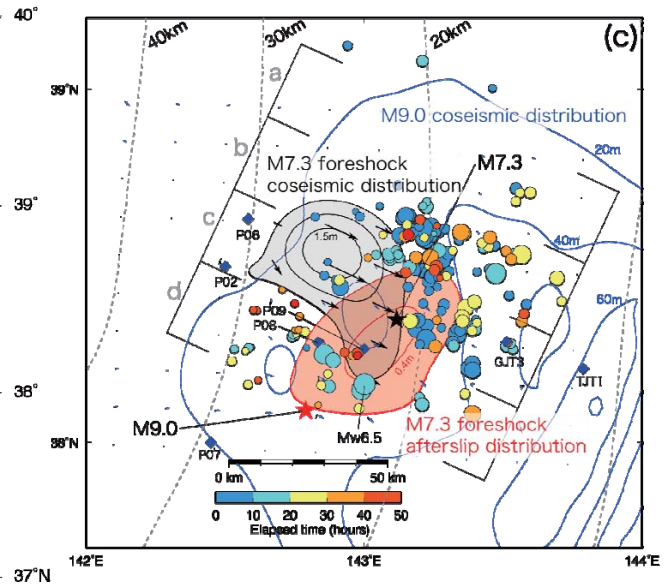 40°N
40km
30km
20km
(c)
a
39°N
M9.0 coseismic distribution
20m
b
M7.3 foreshock
coseismic distribution
M7.3
39°N
c
P06
1.5m
40m
P02
d
60m
P09
P08
GJT3
TJT1
0.4m
38°N
M9.0
Mw6.5
M7.3 foreshock
afterslip distribution
38°N
P07
0 km
50 km
0 10 20 30 40 50
Elapsed time (hours)
37°N
142°E
143°E
144°E